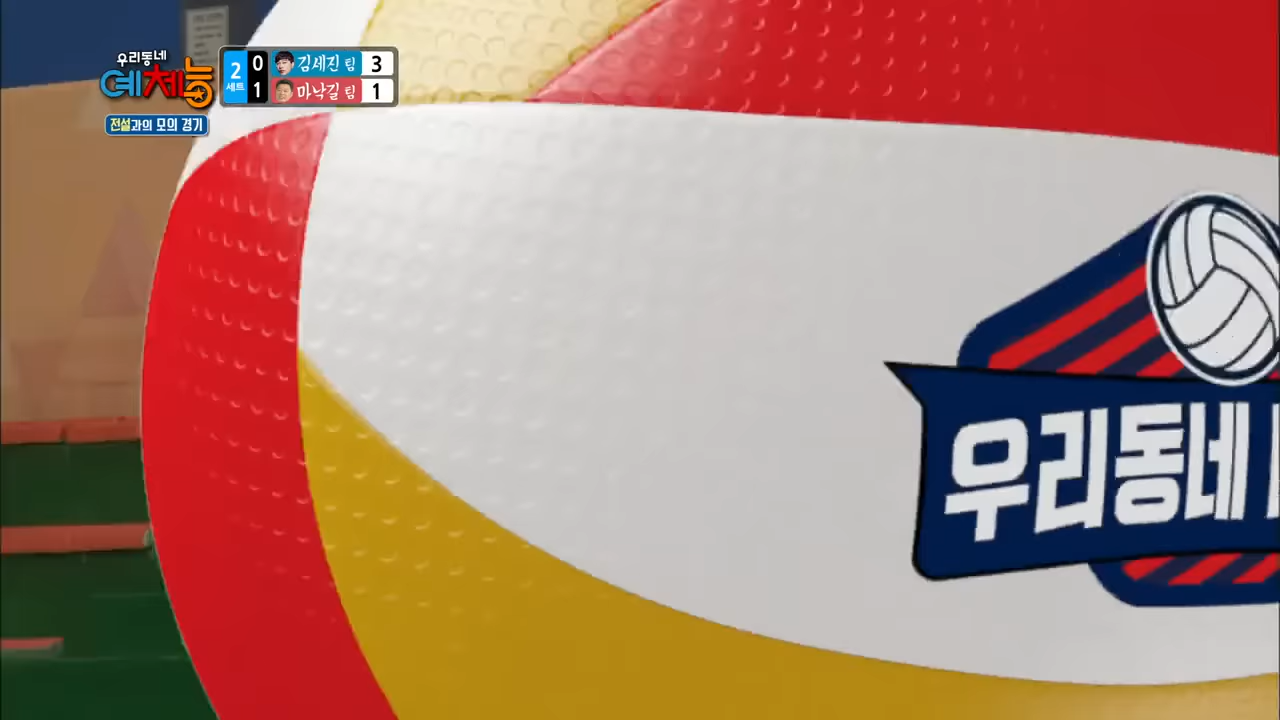 우리동네
예체능
전설과의 모의 경기
2
세트
0 김세진 팀 3
1 마낙길 팀 1
우리동네